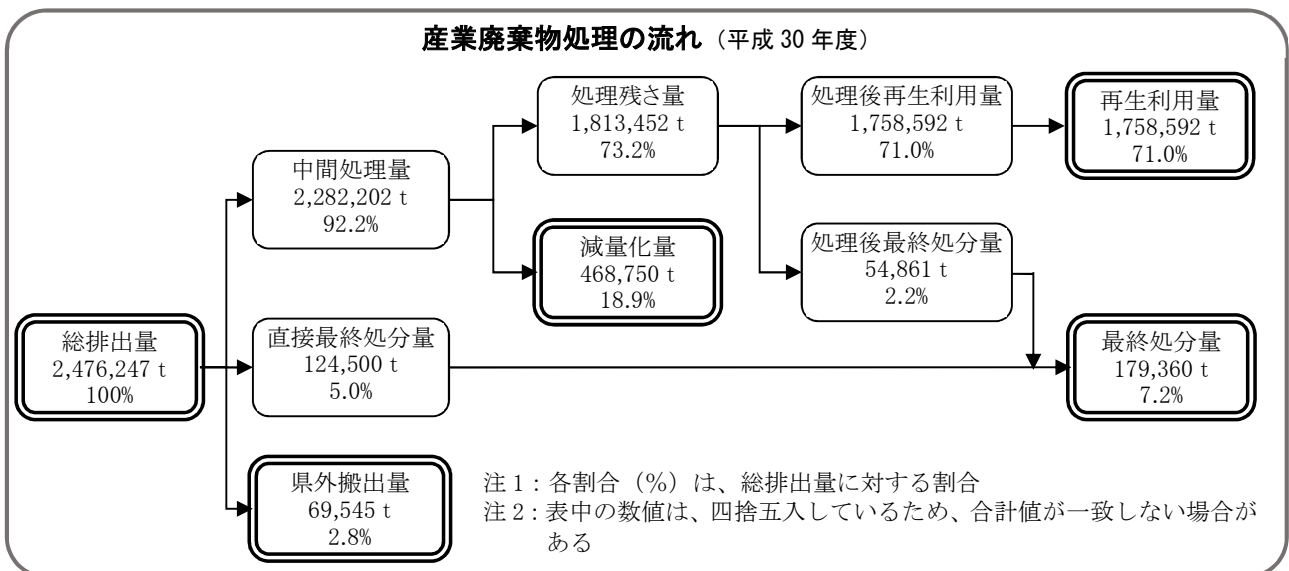 産業廃棄物処理の流れ（平成 30 年度）
処理残さ量
1,813,452 t
73.2%
処理後再生利用量
1,758,592 t
71.0%
再生利用量
1,758,592 t
71.0%
中間処理量
2,282,202 t
92.2%
減量化量
468,750 t
18.9%
処理後最終処分量
54,861 t
2.2%
総排出量
2,476,247 t
100%
直接最終処分量
124,500 t
5.0%
最終処分量
179,360 t
7.2%
県外搬出量
69,545 t
2.8%
注 1：各割合（%）は、総排出量に対する割合
注 2：表中の数値は、四捨五入しているため、合計値が一致しない場合が
ある